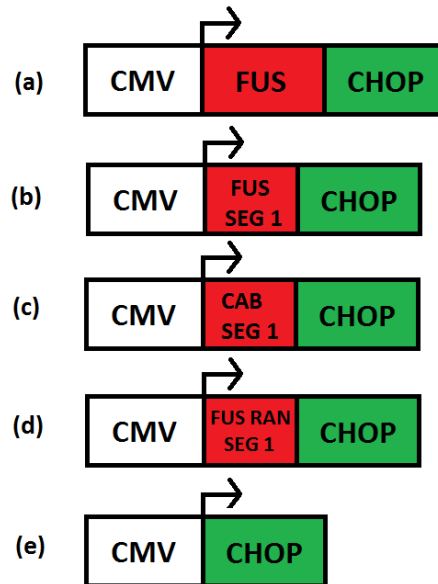 (a) CMV FUS CHOP
(b) CMV FUS SEG 1 CHOP
(c) CMV CAB SEG 1 CHOP
(d) CMV FUS RAN SEG 1 CHOP
(e) CMV CHOP